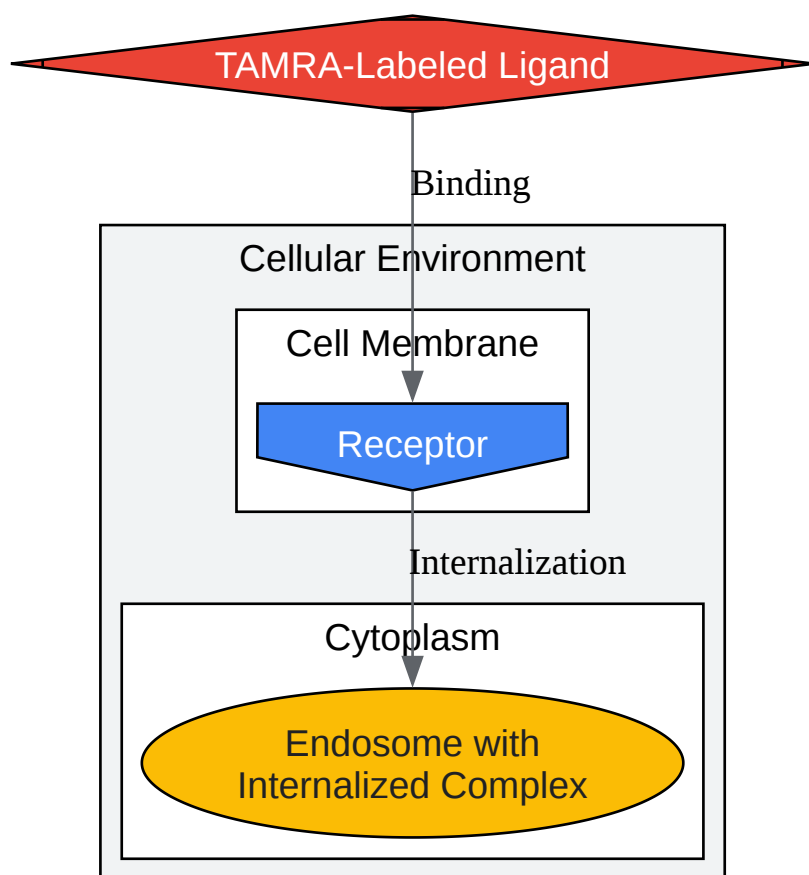 TAMRA-Labeled Ligand
Binding
Cellular Environment
Cell Membrane
Receptor
Internalization
Cytoplasm
Endosome with
Internalized Complex